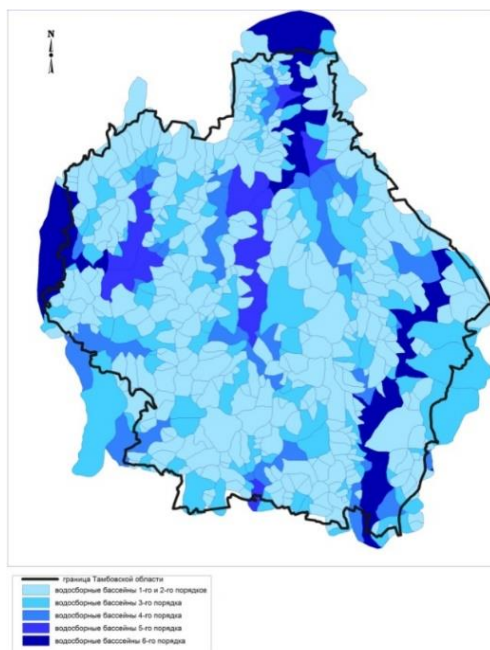 N
граница Тамбовской области
водосборные бассейны 1-го и 2-го порядков
водосборные бассейны 3-го порядка
водосборные бассейны 4-го порядка
водосборные бассейны 5-го порядка
водосборные басссейны 6-го порядка